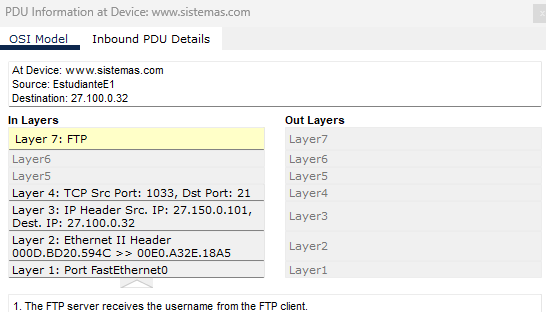 PDU Information at Device: www.sistemas.com
x
OSI Model
Inbound PDU Details
At Device: www.sistemas.com
Source: EstudianteE1
Destination: 27.100.0.32
In Layers
Out Layers
Layer 7: FTP
Layer7
Layer6
Layer6
Layer5
Layer5
Layer 4: TCP Src Port: 1033, Dst Port: 21
Layer4
Layer 3: IP Header Src. IP: 27.150.0.101,
Dest. IP: 27.100.0.32
Layer3
Layer 2: Ethernet II Header
000D.BD20.594C >> 00E0.A32E.18A5
Layer2
Layer 1: Port FastEthernet0
Layer1
1. The FTP server receives the username from the FTP client.